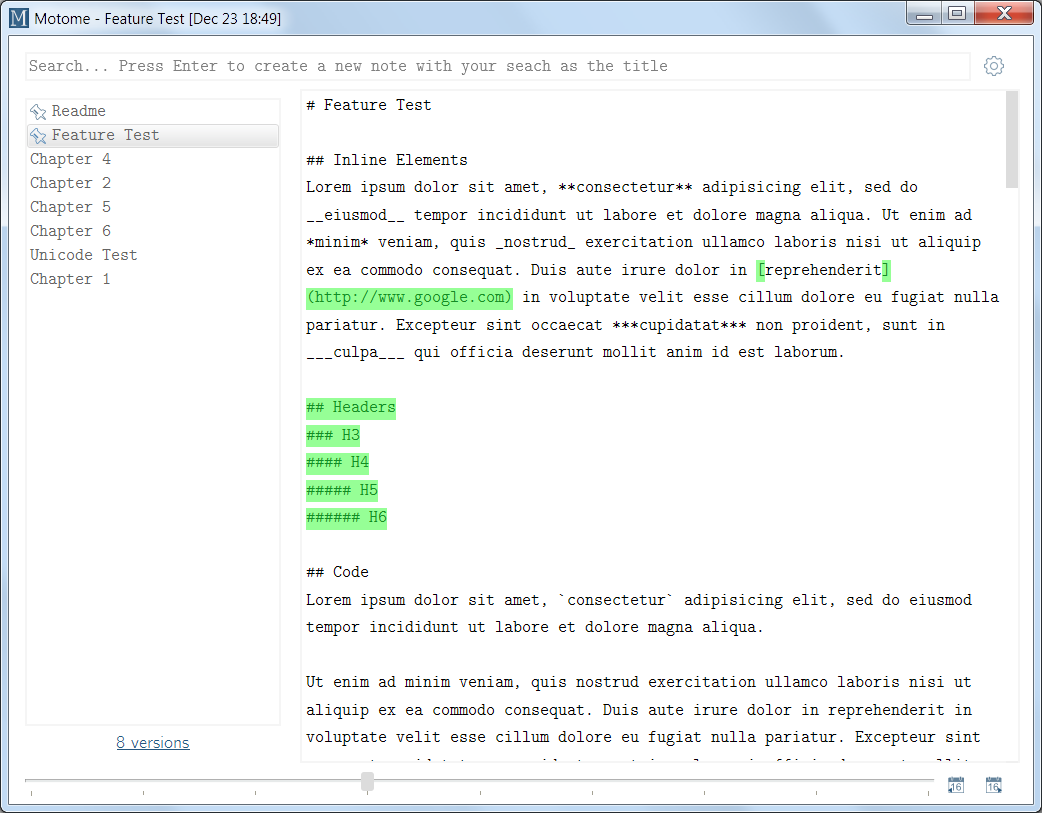 M Motome - Feature Test [Dec 23 18:49]
Search... Press Enter to create a new note with your seach as the title
Readme
Feature Test
Chapter 4
Chapter 2
Chapter 5
Chapter 6
Unicode Test
Chapter 1
8 versions
# Feature Test
## Inline Elements
Lorem ipsum dolor sit amet, **consectetur** adipisicing elit, sed do
__eiusmod__ tempor incididunt ut labore et dolore magna aliqua. Ut enim ad
*minim* veniam, quis _nostrud_ exercitation ullamco laboris nisi ut aliquip
ex ea commodo consequat. Duis aute irure dolor in [reprehenderit]
(http://www.google.com) in voluptate velit esse cillum dolore eu fugiat nulla
pariatur. Excepteur sint occaecat ***cupidatat*** non proident, sunt in
___culpa___ qui officia deserunt mollit anim id est laborum.
## Headers
### H3
#### H4
##### H5
###### H6
## Code
Lorem ipsum dolor sit amet, `consectetur` adipisicing elit, sed do eiusmod
tempor incididunt ut labore et dolore magna aliqua.
Ut enim ad minim veniam, quis nostrud exercitation ullamco laboris nisi ut
aliquip ex ea commodo consequat. Duis aute irure dolor in reprehenderit in
voluptate velit esse cillum dolore eu fugiat nulla pariatur. Excepteur sint
16
16